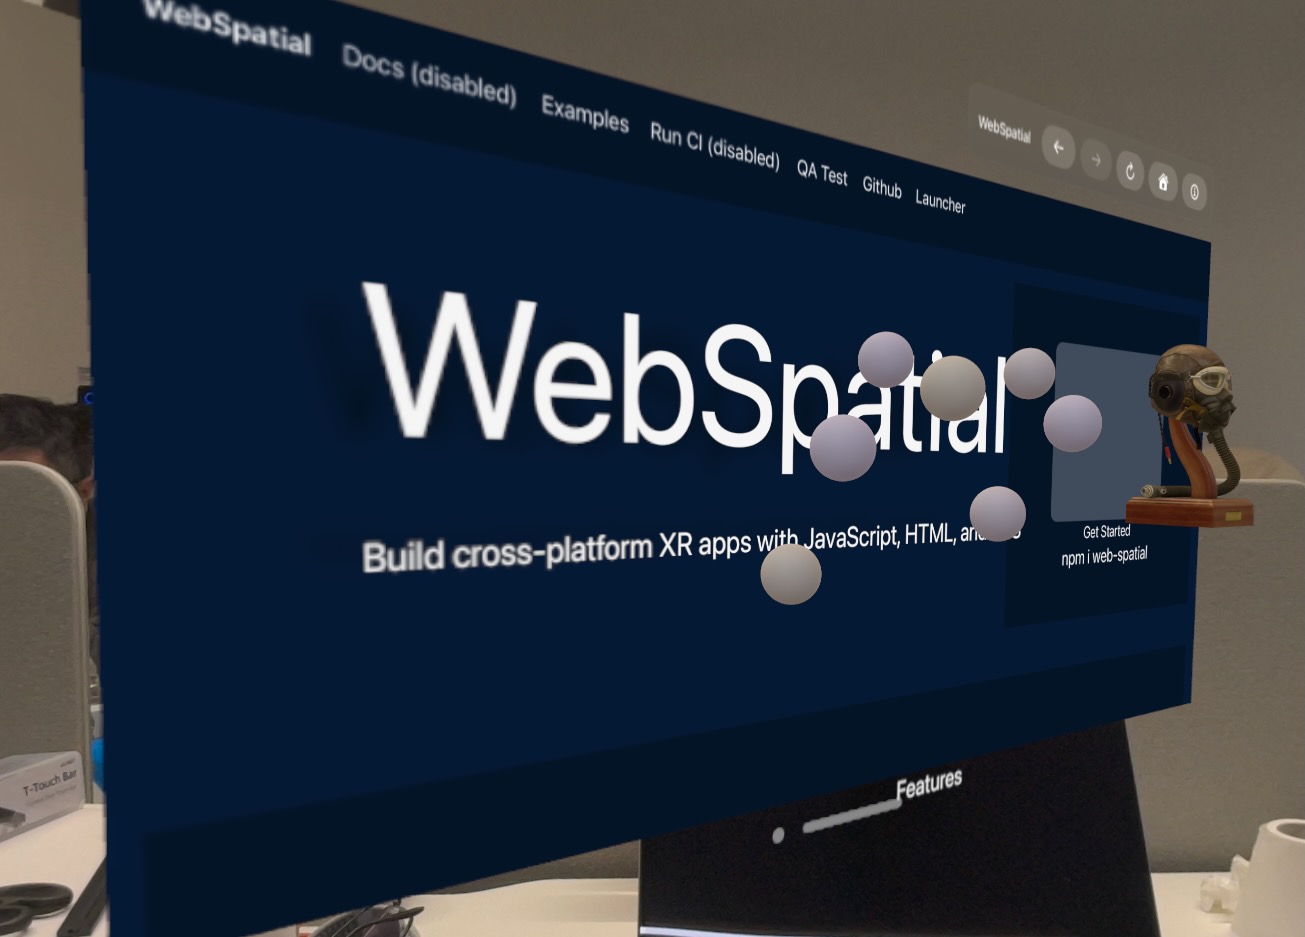 WebSpatial
WebSpatial Docs (disabled) Examples Run CI (disabled) QA Test Github Launcher
WebSpatial
Build cross-platform XR apps with JavaScript, HTML,
Get Started
npm i web-spatial
Features
T-Touch Bar